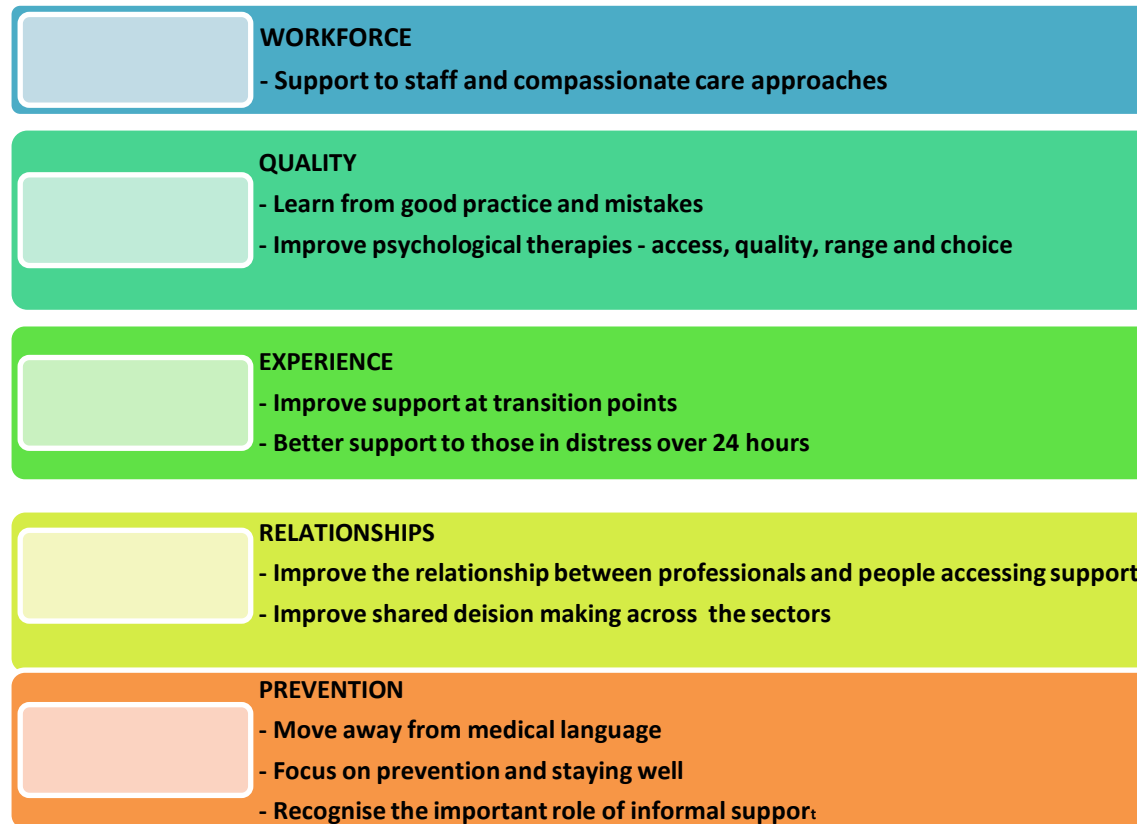 WORKFORCE
- Support to staff and compassionate care approaches
QUALITY
- Learn from good practice and mistakes
- Improve psychological therapies - access, quality, range and choice
EXPERIENCE
- Improve support at transition points
- Better support to those in distress over 24 hours
RELATIONSHIPS
- Improve the relationship between professionals and people accessing support
- Improve shared deision making across  the sectors
PREVENTION
- Move away from medical language
- Focus on prevention and staying well
- Recognise the important role of informal support